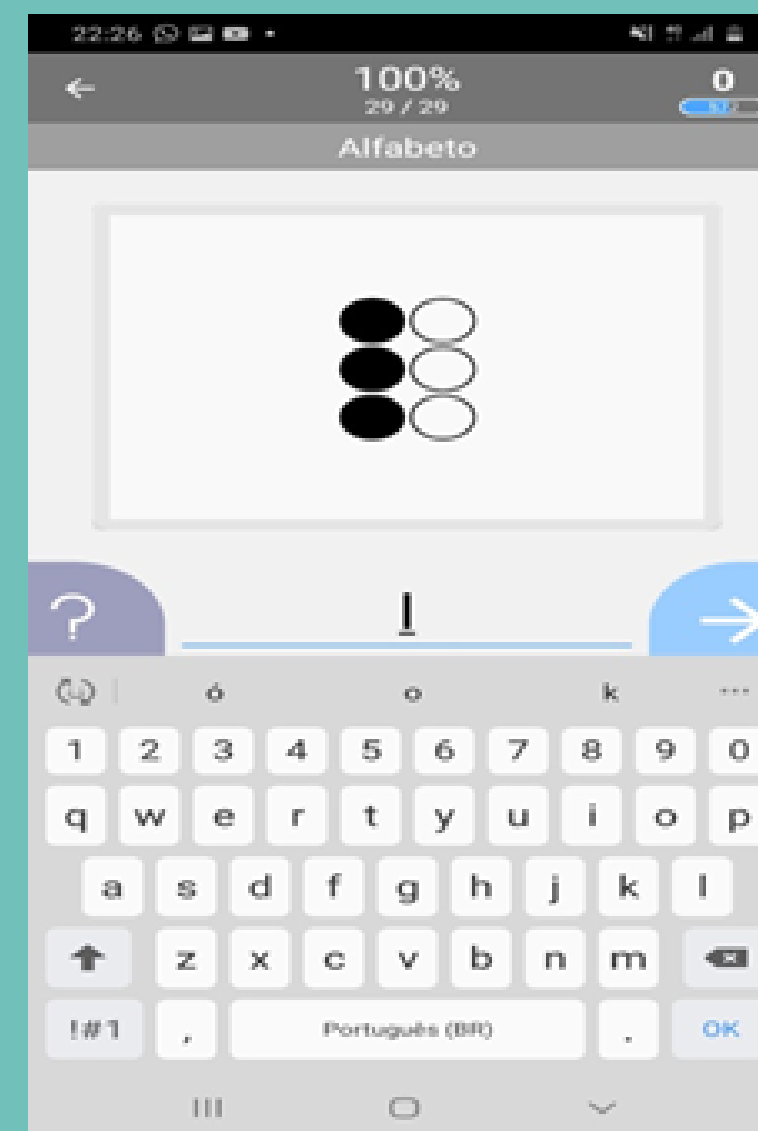 22:26
100%
0
29 / 29
Alfabeto
?
l
ó o k ...
1 2 3 4 5 6 7 8 9 0
q w e r t y u i o p
a s d f g h j k l
z x c v b n m
!#1 , Português (BR) . OK